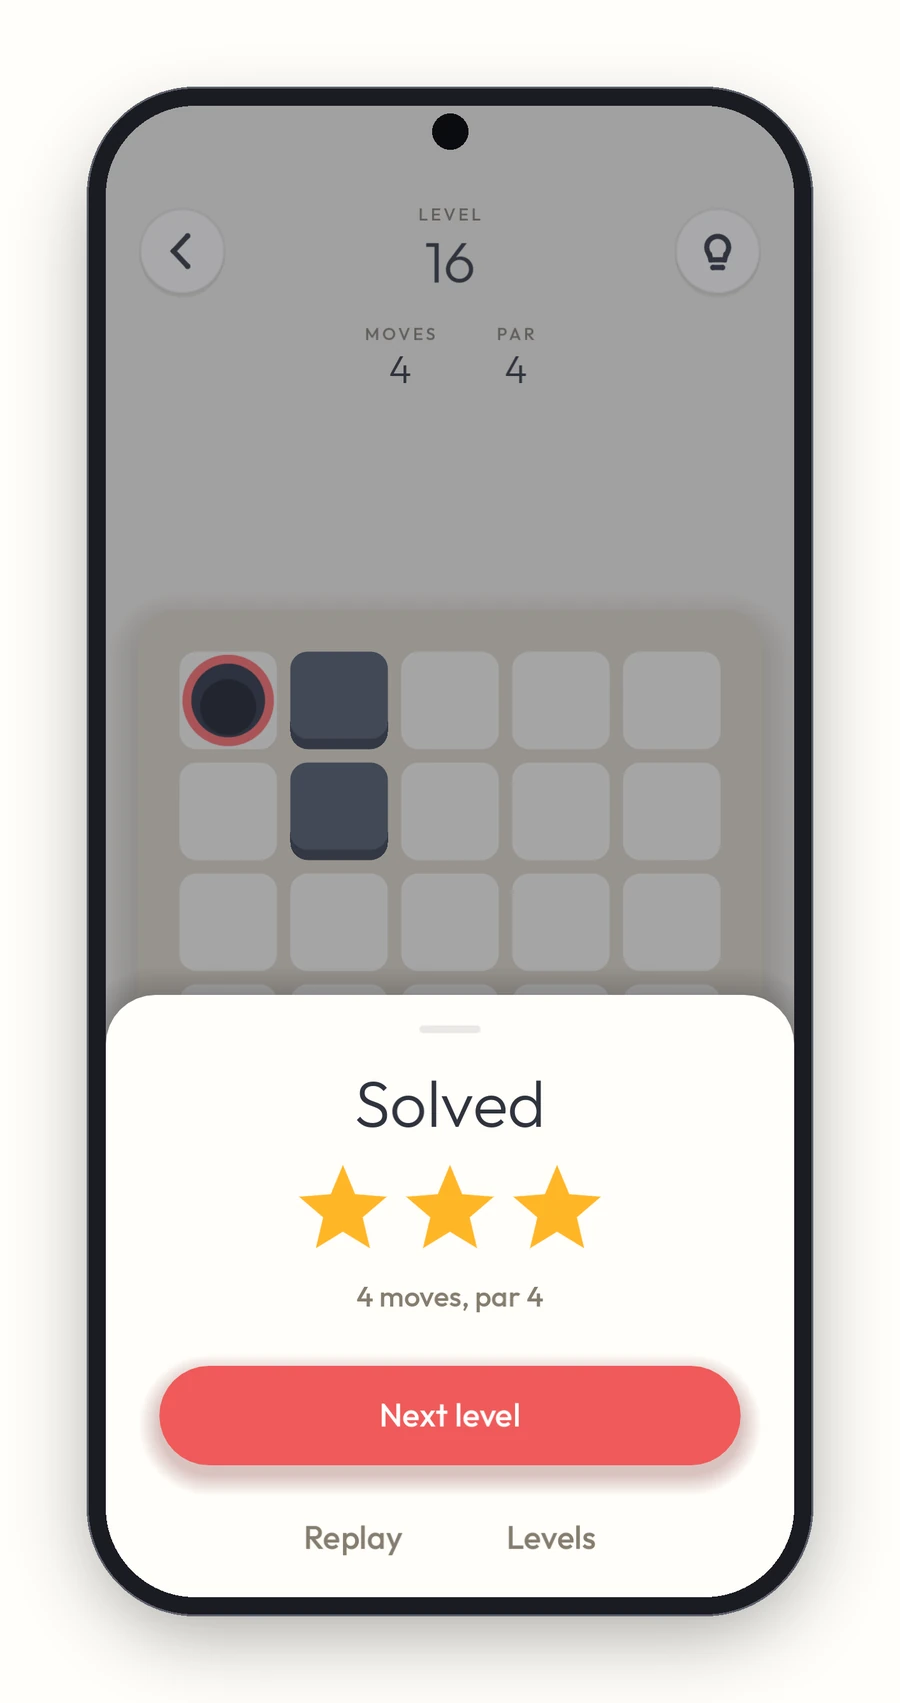 LEVEL
16
MOVES PAR
4 4
Solved
4 moves, par 4
Next level
Replay Levels